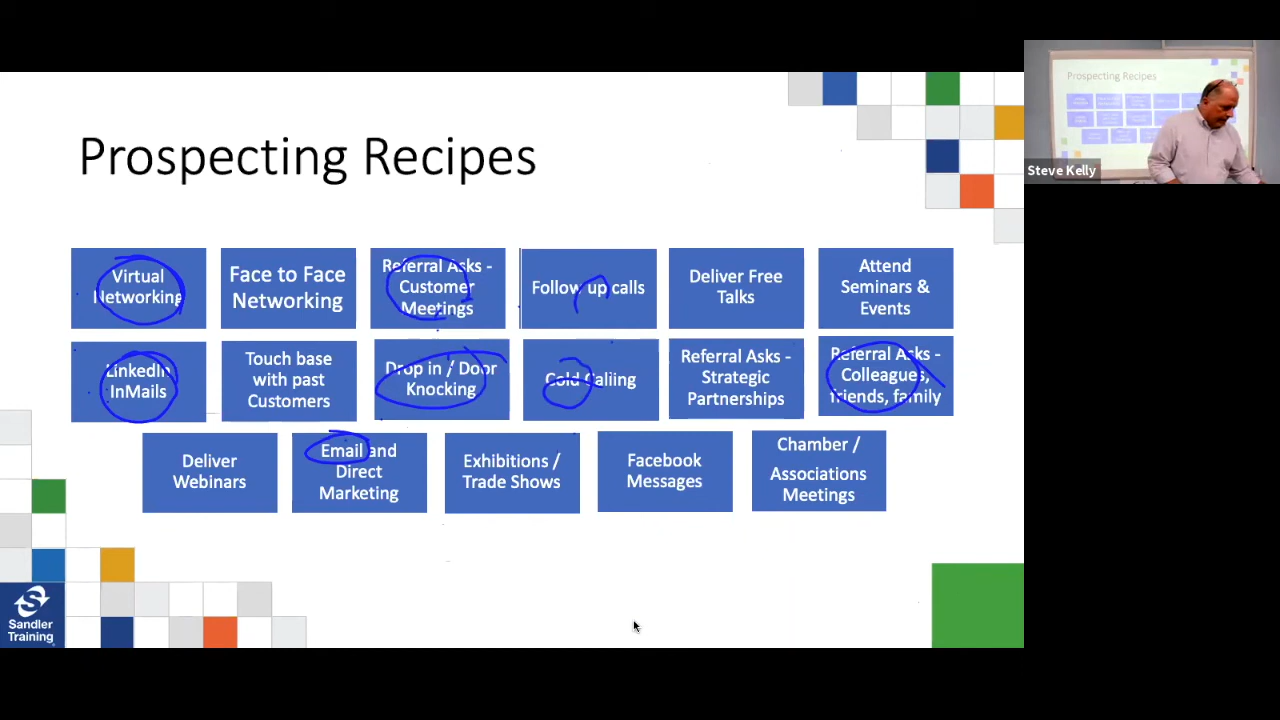 Prospecting Recipes
Steve Kelly
Prospecting Recipes
Virtual
Networking
Face to Face
Networking
Referral Asks -
Customer
Meetings
Follow up calls
Deliver Free
Talks
Attend
Seminars &
Events
LinkedIn
InMails
Touch base
with past
Customers
Drop in / Door
Knocking
Cold Caliing
Referral Asks -
Strategic
Partnerships
Referral Asks -
Colleagues,
friends, family
Deliver
Webinars
Email and
Direct
Marketing
Exhibitions /
Trade Shows
Facebook
Messages
Chamber /
Associations
Meetings
S
Sandler
Training